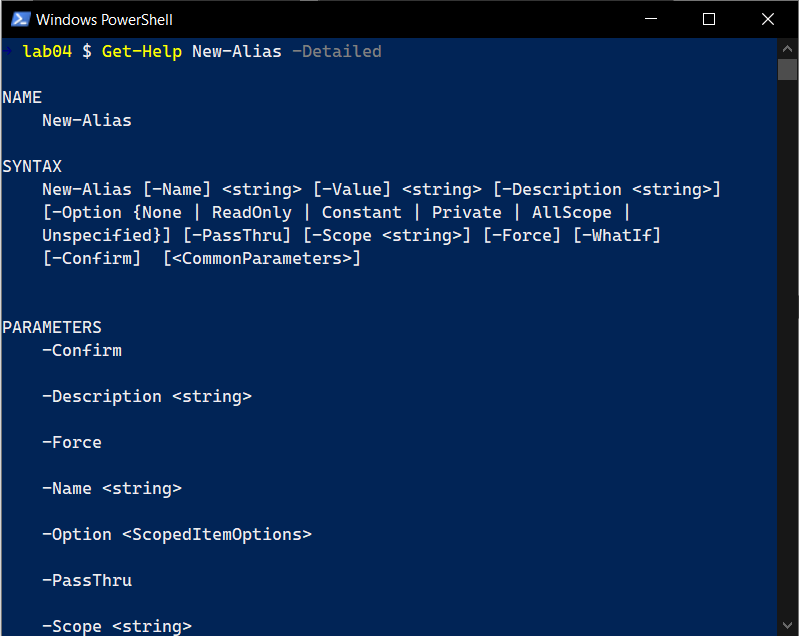 Windows PowerShell
lab04 $ Get-Help New-Alias -Detailed
NAME
New-Alias
SYNTAX
New-Alias [-Name] <string> [-Value] <string> [-Description <string>]
[-Option {None | ReadOnly | Constant | Private | AllScope |
Unspecified}] [-PassThru] [-Scope <string>] [-Force] [-WhatIf]
[-Confirm]  [<CommonParameters>]
PARAMETERS
-Confirm
-Description <string>
-Force
-Name <string>
-Option <ScopedItemOptions>
-PassThru
-Scope <string>